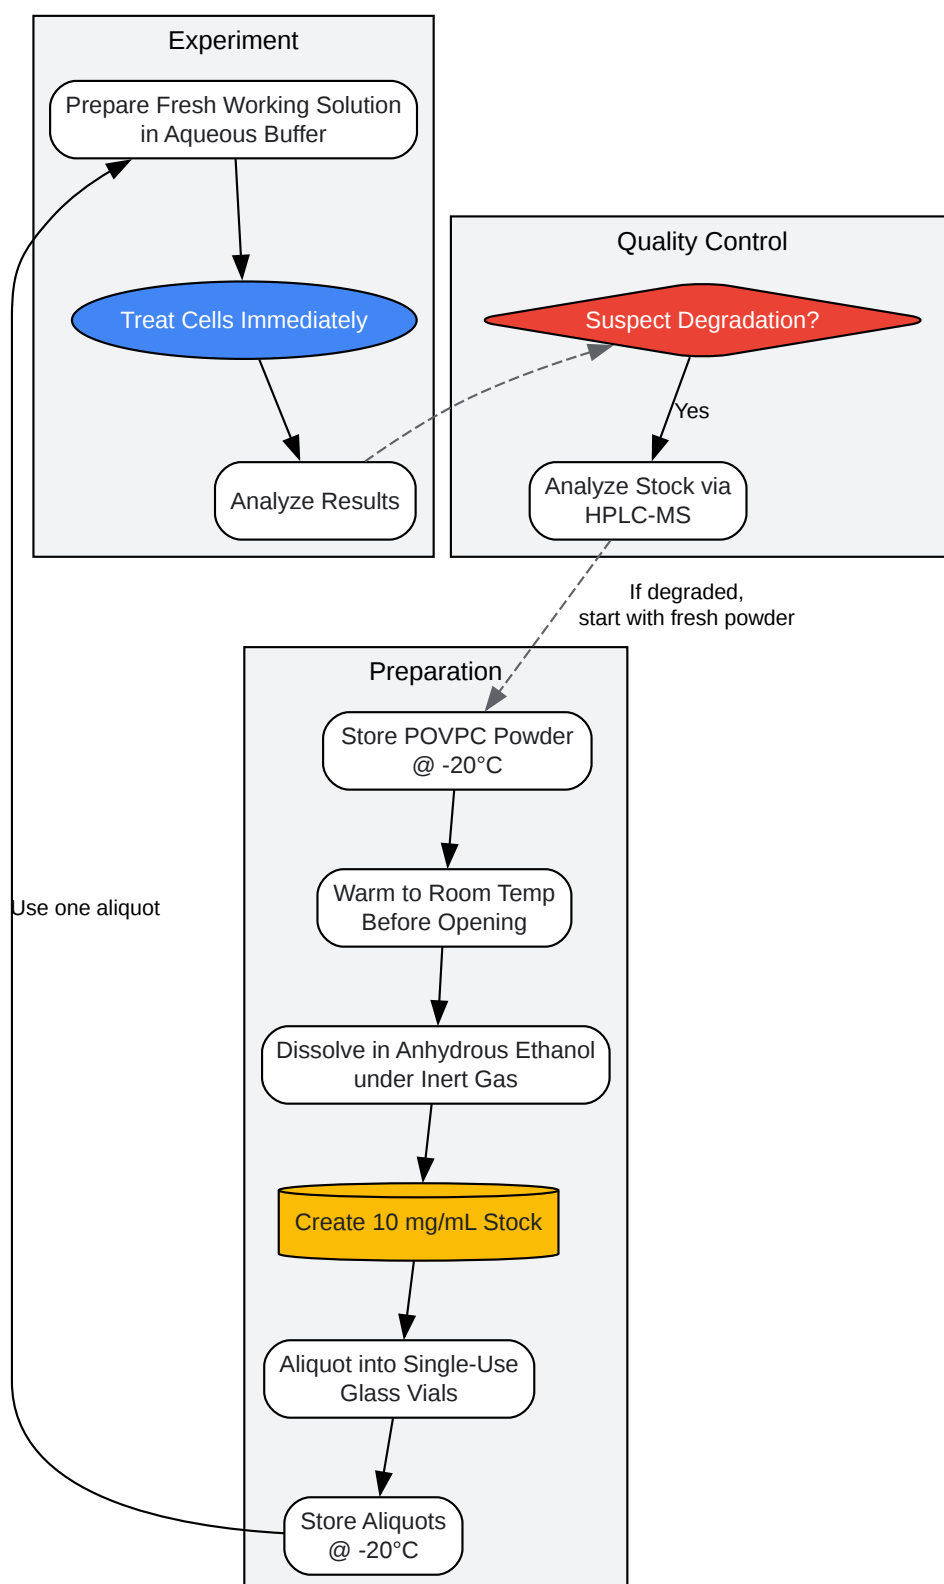 Experiment
Prepare Fresh Working Solution
in Aqueous Buffer
Treat Cells Immediately
Analyze Results
Quality Control
Suspect Degradation?
Yes
Analyze Stock via
HPLC-MS
If degraded,
start with fresh powder
Preparation
Store POVPC Powder
@ -20°C
Warm to Room Temp
Before Opening
Use one aliquot
Dissolve in Anhydrous Ethanol
under Inert Gas
Create 10 mg/mL Stock
Aliquot into Single-Use
Glass Vials
Store Aliquots
@ -20°C